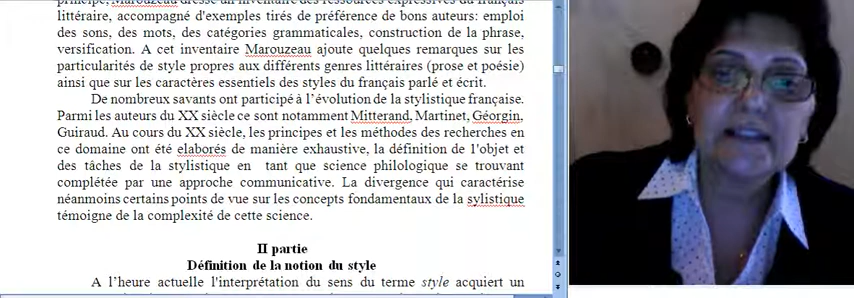 principe, Marouzeau dresse un inventaire des ressources expressives du français
littéraire, accompagné d'exemples tirés de préférence de bons auteurs: emploi
des sons, des mots, des catégories grammaticales, construction de la phrase,
versification. A cet inventaire Marouzeau ajoute quelques remarques sur les
particularités de style propres aux différents genres littéraires (prose et poésie)
ainsi que sur les caractères essentiels des styles du français parlé et écrit.
De nombreux savants ont participé à l'évolution de la stylistique française.
Parmi les auteurs du XX siècle ce sont notamment Mitterand, Martinet, Géorgin,
Guiraud. Au cours du XX siècle, les principes et les méthodes des recherches en
ce domaine ont été elaborés de manière exhaustive, la définition de l'objet et
des tâches de la stylistique en tant que science philologique se trouvant
complétée par une approche communicative. La divergence qui caractérise
néanmoins certains points de vue sur les concepts fondamentaux de la sylistique
témoigne de la complexité de cette science.
II partie
Définition de la notion du style
A l'heure actuelle l'interprétation du sens du terme style acquiert un